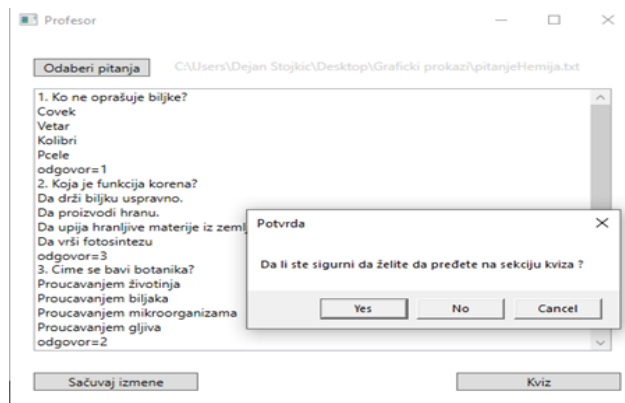 Profesor
Odaberi pitanja C:\Users\Dejan Stojkic\Desktop\Graficki prokazi\pitanjeHemija.txt
1. Ko ne oprašuje biljke?
Covek
Vetar
Kolibri
Pcele
odgovor=1
2. Koja je funkcija korena?
Da drži biljku uspravno.
Da proizvodi hranu.
Da upija hranljive materije iz zemlj
Da vrši fotosintezu
odgovor=3
3. Cime se bavi botanika?
Proucavanjem životinja
Proucavanjem biljaka
Proucavanjem mikroorganizama
Proucavanjem gljiva
odgovor=2
Potvrda
Da li ste sigurni da želite da pređete na sekciju kviza ?
Yes No Cancel
Sačuvaj izmene Kviz